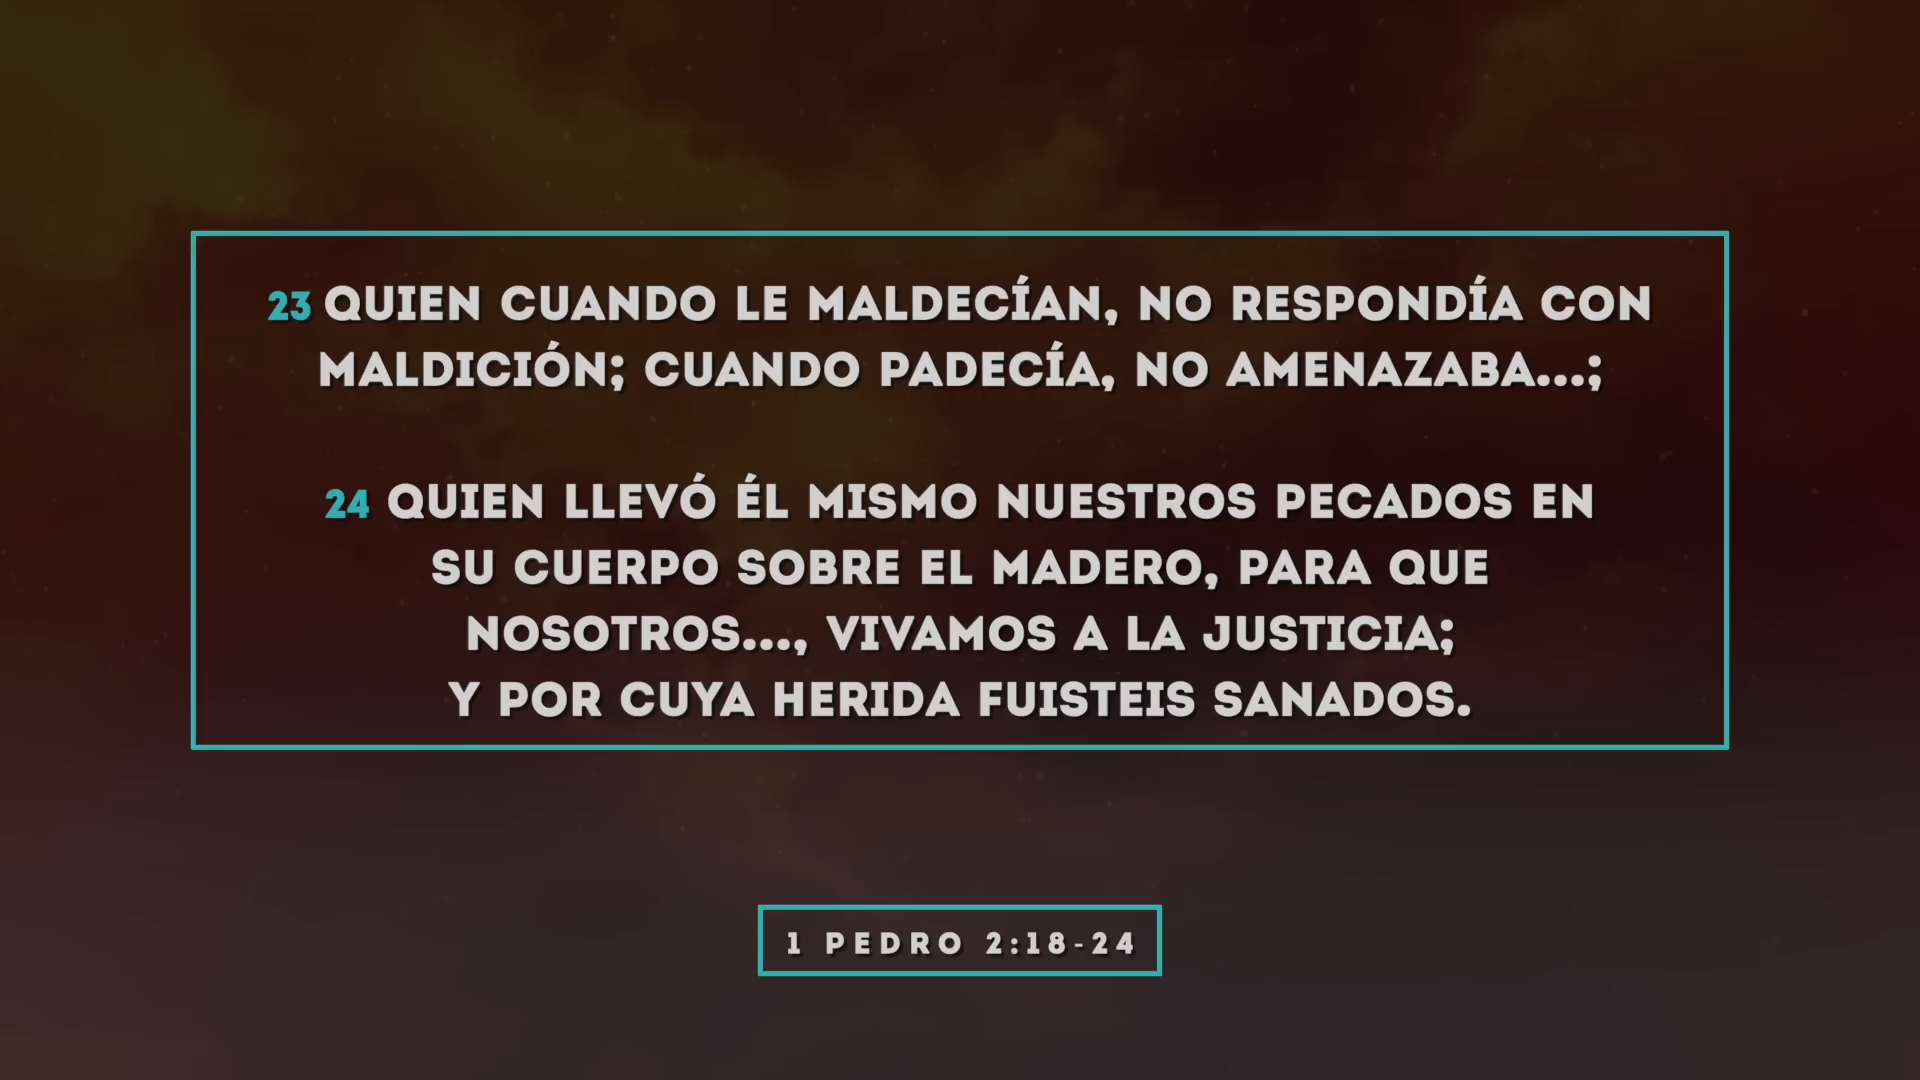 23 QUIEN CUANDO LE MALDECÍAN, NO RESPONDÍA CON
MALDICIÓN; CUANDO PADECÍA, NO AMENAZABA...;
24 QUIEN LLEVÓ ÉL MISMO NUESTROS PECADOS EN
SU CUERPO SOBRE EL MADERO, PARA QUE
NOSOTROS..., VIVAMOS A LA JUSTICIA;
Y POR CUYA HERIDA FUISTEIS SANADOS.
1 PEDRO 2:18-24